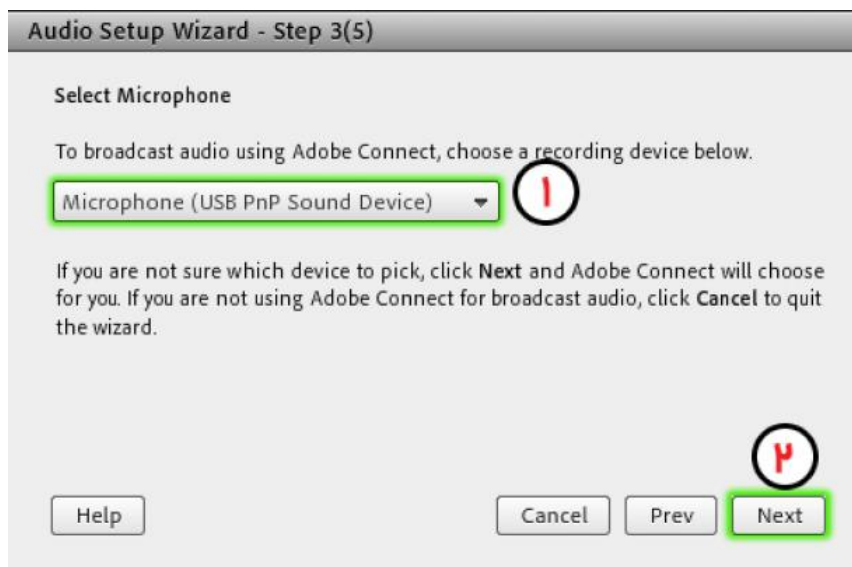 Audio Setup Wizard - Step 3(5)
Select Microphone
To broadcast audio using Adobe Connect, choose a recording device below.
Microphone (USB PnP Sound Device)
۱
If you are not sure which device to pick, click Next and Adobe Connect will choose
for you. If you are not using Adobe Connect for broadcast audio, click Cancel to quit
the wizard.
۲
Help
Cancel
Prev
Next